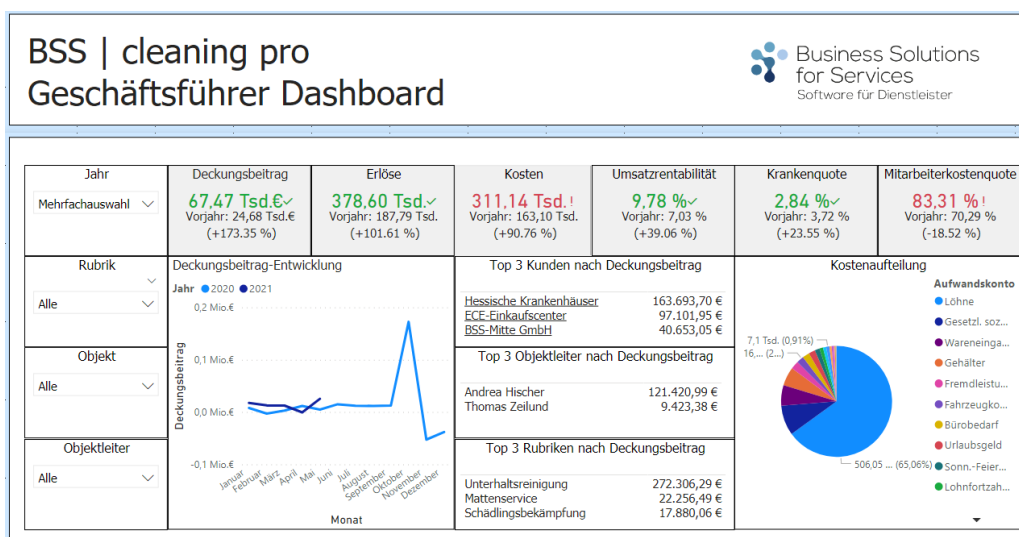 BSS | cleaning pro
Geschäftsführer Dashboard
Business Solutions
for Services
Software für Dienstleister
Jahr
Mehrfachauswahl
Deckungsbeitrag
67,47 Tsd.€
Vorjahr: 24,68 Tsd.€
(+173.35 %)
Erlöse
378,60 Tsd.
Vorjahr: 187,79 Tsd.
(+101.61 %)
Kosten
311,14 Tsd.!
Vorjahr: 163,10 Tsd.
(+90.76 %)
Umsatzrentabilität
9,78 %
Vorjahr: 7,03 %
(+39.06 %)
Krankenquote
2,84 %
Vorjahr: 3,72 %
(+23.55 %)
Mitarbeiterkostenquote
83,31 %!
Vorjahr: 70,29 %
(-18.52 %)
Rubrik
Alle
Objekt
Alle
Objektleiter
Alle
Deckungsbeitrag-Entwicklung
Jahr 2020 2021
0,2 Mio.€
0,1 Mio.€
0,0 Mio.€
-0,1 Mio.€
Deckungsbeitrag
Januar
Februar
März
April
Mai
Juni
Juli
August
September
Oktober
November
Dezember
Monat
Top 3 Kunden nach Deckungsbeitrag
Hessische Krankenhäuser 163.693,70 €
ECE-Einkaufscenter 97.101,95 €
BSS-Mitte GmbH 40.653,05 €
Top 3 Objektleiter nach Deckungsbeitrag
Andrea Hischer 121.420,99 €
Thomas Zeilund 9.423,38 €
Top 3 Rubriken nach Deckungsbeitrag
Unterhaltsreinigung 272.306,29 €
Mattenservice 22.256,49 €
Schädlingsbekämpfung 17.880,06 €
Kostenaufteilung
7,1 Tsd. (0,91%)
16,... (2...)
506,05 ... (65,06%)
Aufwandskonto
Löhne
Gesetzl. soz...
Wareneinga...
Gehälter
Fremdleistu...
Fahrzeugko...
Bürobedarf
Urlaubsgeld
Sonn.-Feier...
Lohnfortzah...